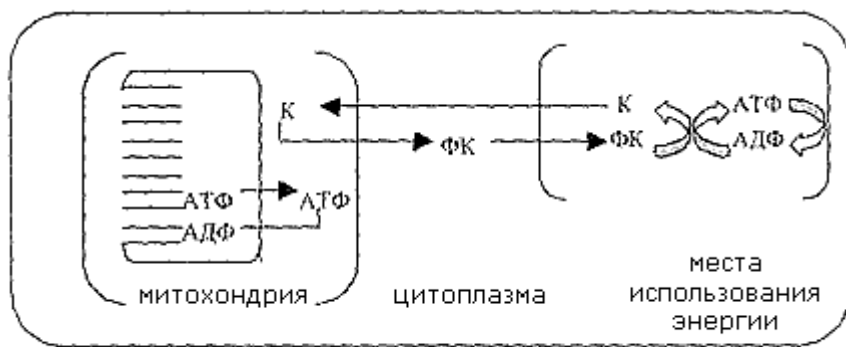 К К АТФ
ФК ФК АДФ
АТФ АТФ
АДФ
митохондрия цитоплазма места
использования
энергии